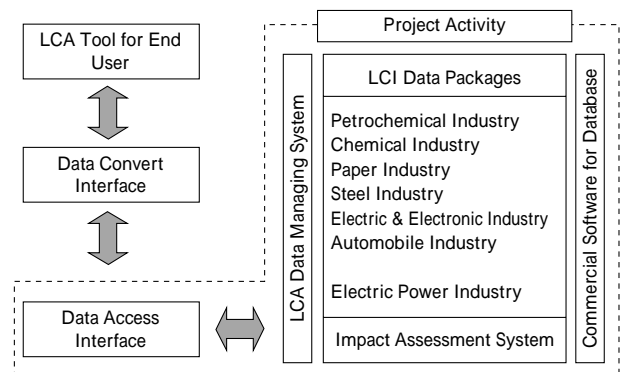 Project Activity
LCA Tool for End
User
Data Convert
Interface
Data Access
Interface
LCA Data Managing System
LCI Data Packages
Petrochemical Industry
Chemical Industry
Paper Industry
Steel Industry
Electric & Electronic Industry
Automobile Industry
Electric Power Industry
Impact Assessment System
Commercial Software for Database